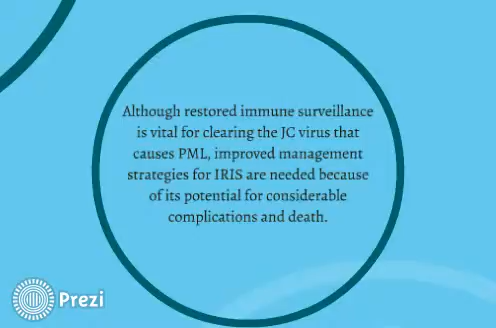 Although restored immune surveillance
is vital for clearing the JC virus that
causes PML, improved management
strategies for IRIS are needed because
of its potential for considerable
complications and death.
Prezi